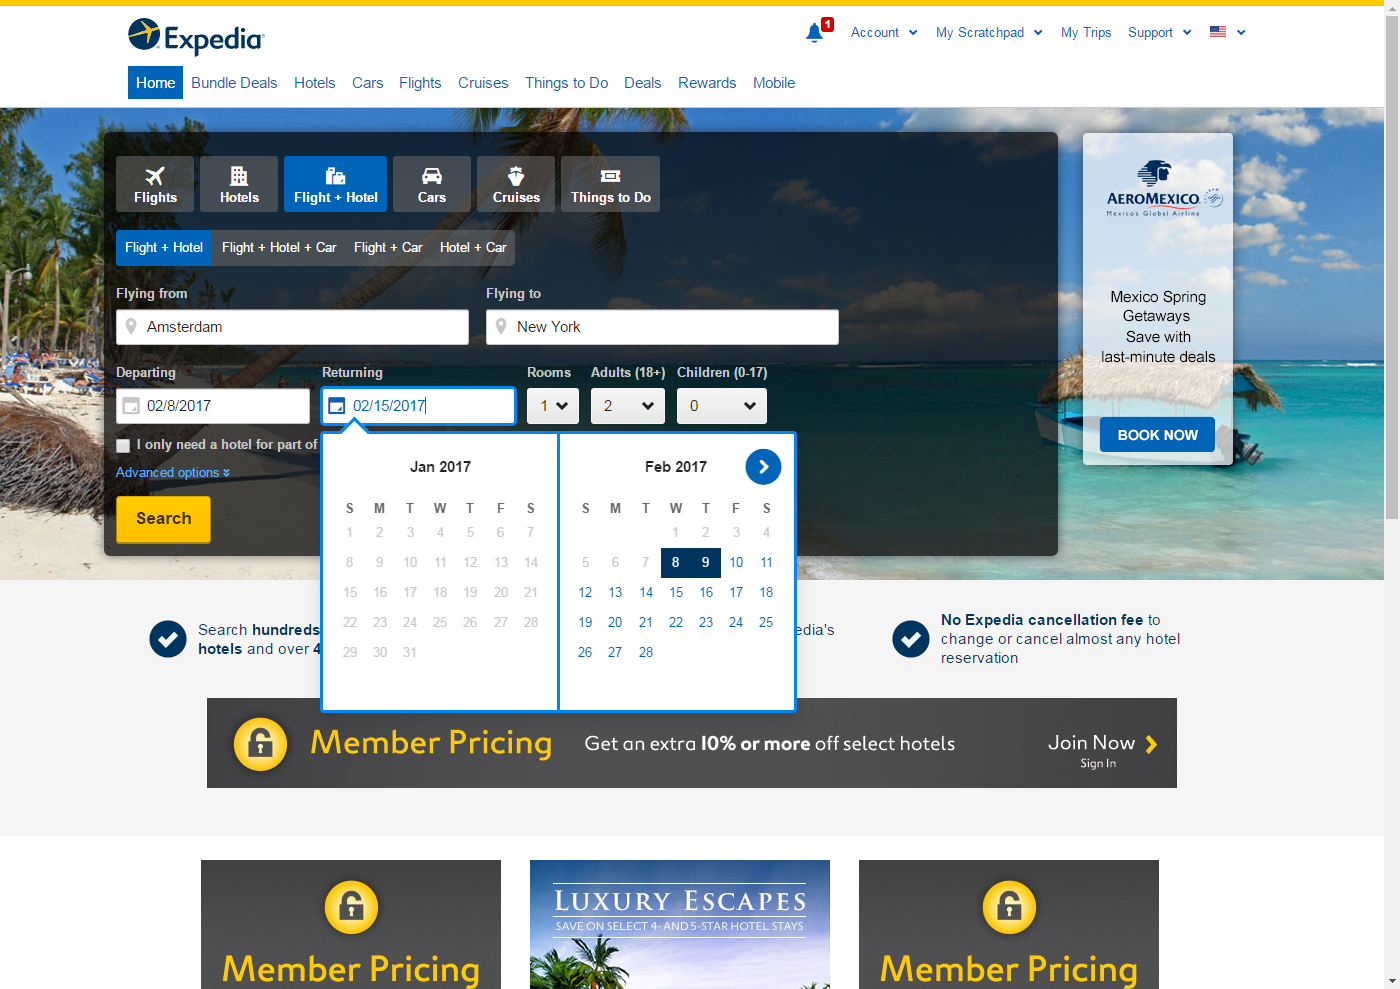 Expedia
1
Account
My Scratchpad
My Trips
Support
Home
Bundle Deals
Hotels
Cars
Flights
Cruises
Things to Do
Deals
Rewards
Mobile
Flights
Hotels
Flight + Hotel
Cars
Cruises
Things to Do
Flight + Hotel
Flight + Hotel + Car
Flight + Car
Hotel + Car
Flying from
Flying to
Amsterdam
New York
Departing
Returning
Rooms
Adults (18+)
Children (0-17)
02/8/2017
02/15/2017
1
2
0
I only need a hotel for part of
Advanced options
Search
Jan 2017
S M T W T F S
1 2 3 4 5 6 7
8 9 10 11 12 13 14
15 16 17 18 19 20 21
22 23 24 25 26 27 28
29 30 31
Feb 2017
S M T W T F S
1 2 3 4
5 6 7 8 9 10 11
12 13 14 15 16 17 18
19 20 21 22 23 24 25
26 27 28
AEROMEXICO
Mexico's Global Airline
Mexico Spring
Getaways
Save with
last-minute deals
BOOK NOW
Search hundreds
hotels and over 4
edia's
No Expedia cancellation fee to
change or cancel almost any hotel
reservation
Member Pricing
Get an extra 10% or more off select hotels
Join Now
Sign In
Member Pricing
LUXURY ESCAPES
SAVE ON SELECT 4- AND 5-STAR HOTEL STAYS
Member Pricing